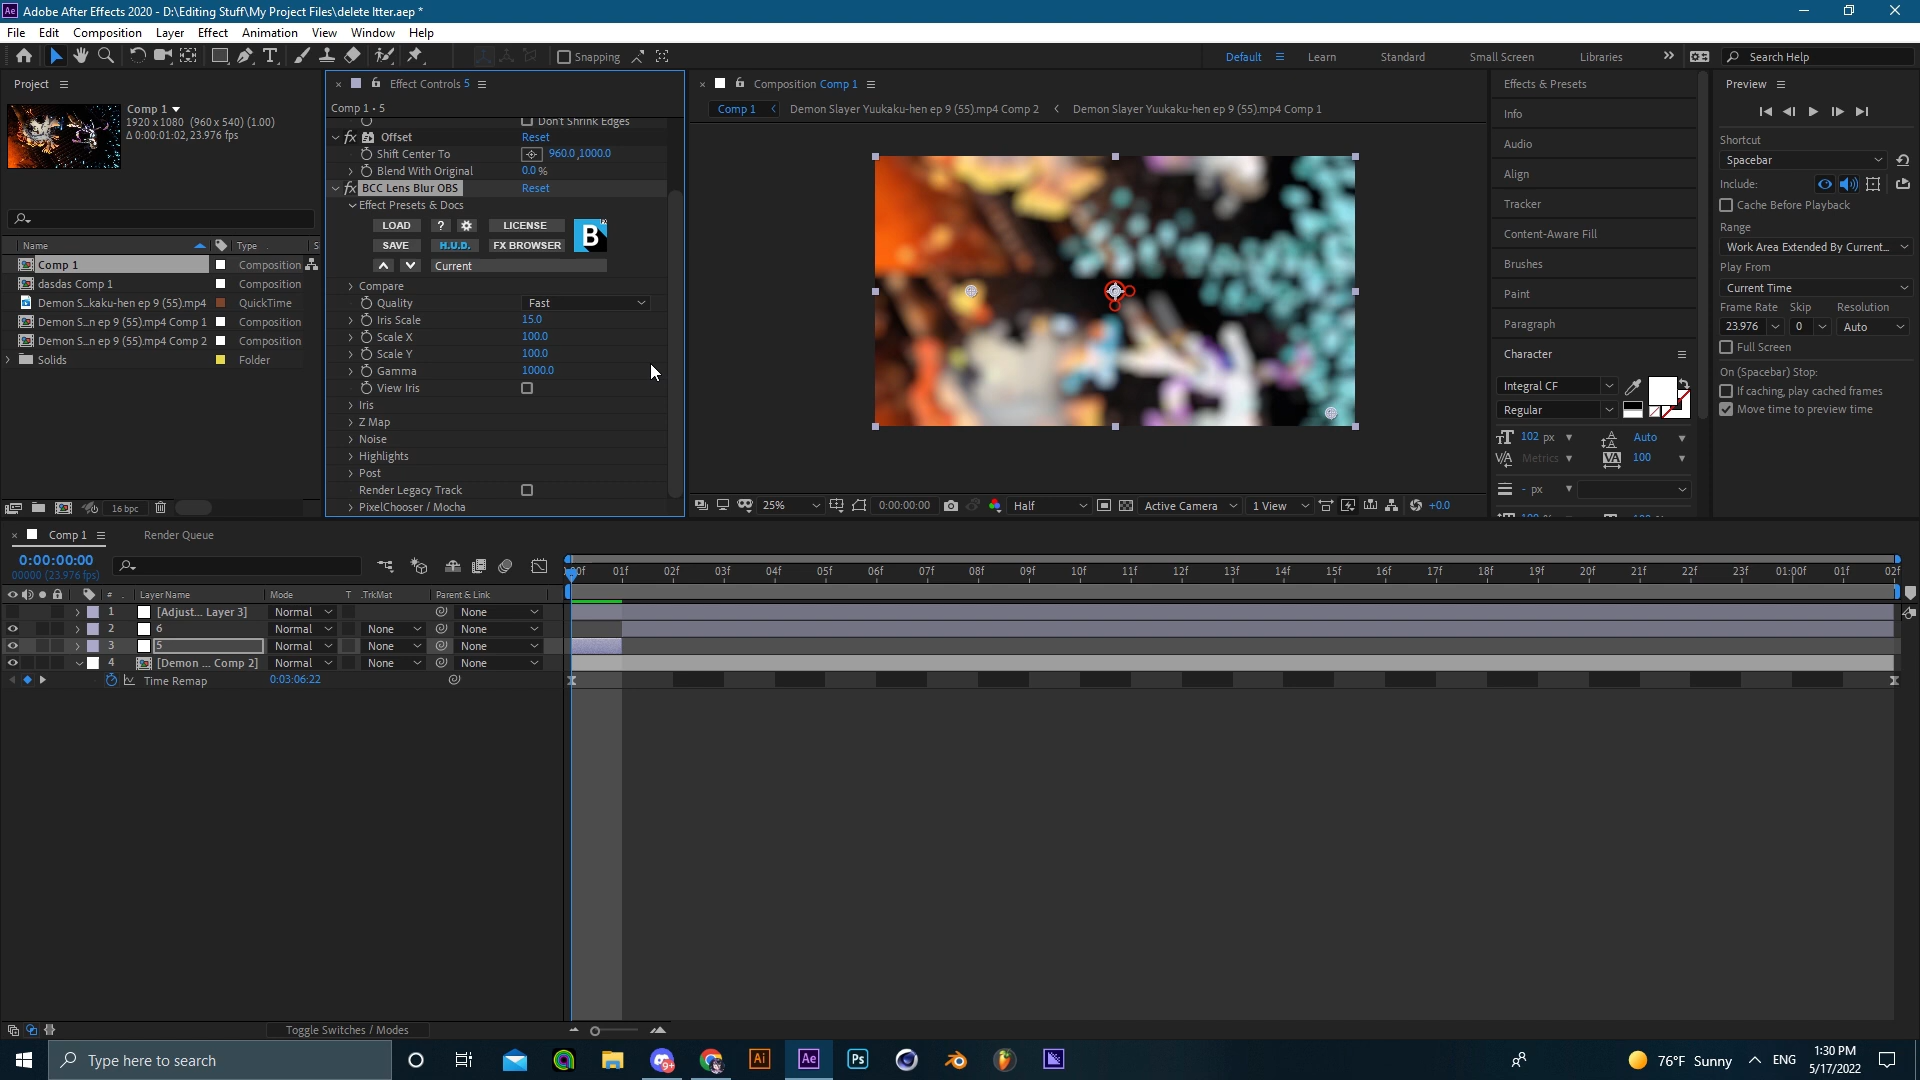 Ae Adobe After Effects 2020 - D:\Editing Stuff\My Project Files\delete ltter.aep *
File Edit Composition Layer Effect Animation View Window Help
Snapping
Default Learn Standard Small Screen Libraries Search Help
Project
Comp 1
1920 x 1080 (960 x 540) (1.00)
Δ 0:00:01:02, 23.976 fps
Name Type S
Comp 1 Composition
dasdas Comp 1 Composition
Demon S...kaku-hen ep 9 (55).mp4 QuickTime
Demon S...n ep 9 (55).mp4 Comp 1 Composition
Demon S...n ep 9 (55).mp4 Comp 2 Composition
Solids Folder
16 bpc
Effect Controls 5
Comp 1 • 5
Don't Shrink Edges
fx Offset Reset
Shift Center To 960.0,1000.0
Blend With Original 0.0 %
fx BCC Lens Blur OBS Reset
Effect Presets & Docs
LOAD ? LICENSE
SAVE H.U.D. FX BROWSER
B
Current
Compare
Quality Fast
Iris Scale 15.0
Scale X 100.0
Scale Y 100.0
Gamma 1000.0
View Iris
Iris
Z Map
Noise
Highlights
Post
Render Legacy Track
PixelChooser / Mocha
Composition Comp 1
Comp 1 < Demon Slayer Yuukaku-hen ep 9 (55).mp4 Comp 2 < Demon Slayer Yuukaku-hen ep 9 (55).mp4 Comp 1
25% 0:00:00:00 Half Active Camera 1 View +0.0
Effects & Presets
Info
Audio
Align
Tracker
Content-Aware Fill
Brushes
Paint
Paragraph
Character
Integral CF
Regular
102 px Auto
Metrics 100
- px
Preview
Shortcut
Spacebar
Include:
Cache Before Playback
Range
Work Area Extended By Current...
Play From
Current Time
Frame Rate Skip Resolution
23.976 0 Auto
Full Screen
On (Spacebar) Stop:
If caching, play cached frames
Move time to preview time
Comp 1 Render Queue
0:00:00:00
00000 (23.976 fps)
01f 02f 03f 04f 05f 06f 07f 08f 09f 10f 11f 12f 13f 14f 15f 16f 17f 18f 19f 20f 21f 22f 23f 01:00f 01f 02f
# Layer Name Mode T .TrkMat Parent & Link
1 [Adjust... Layer 3] Normal None
2 6 Normal None None
3 5 Normal None None
4 [Demon ... Comp 2] Normal None None
Time Remap 0:03:06:22
Toggle Switches / Modes
Type here to search
9+
Ai Ae Ps
76°F Sunny ENG
1:30 PM
5/17/2022